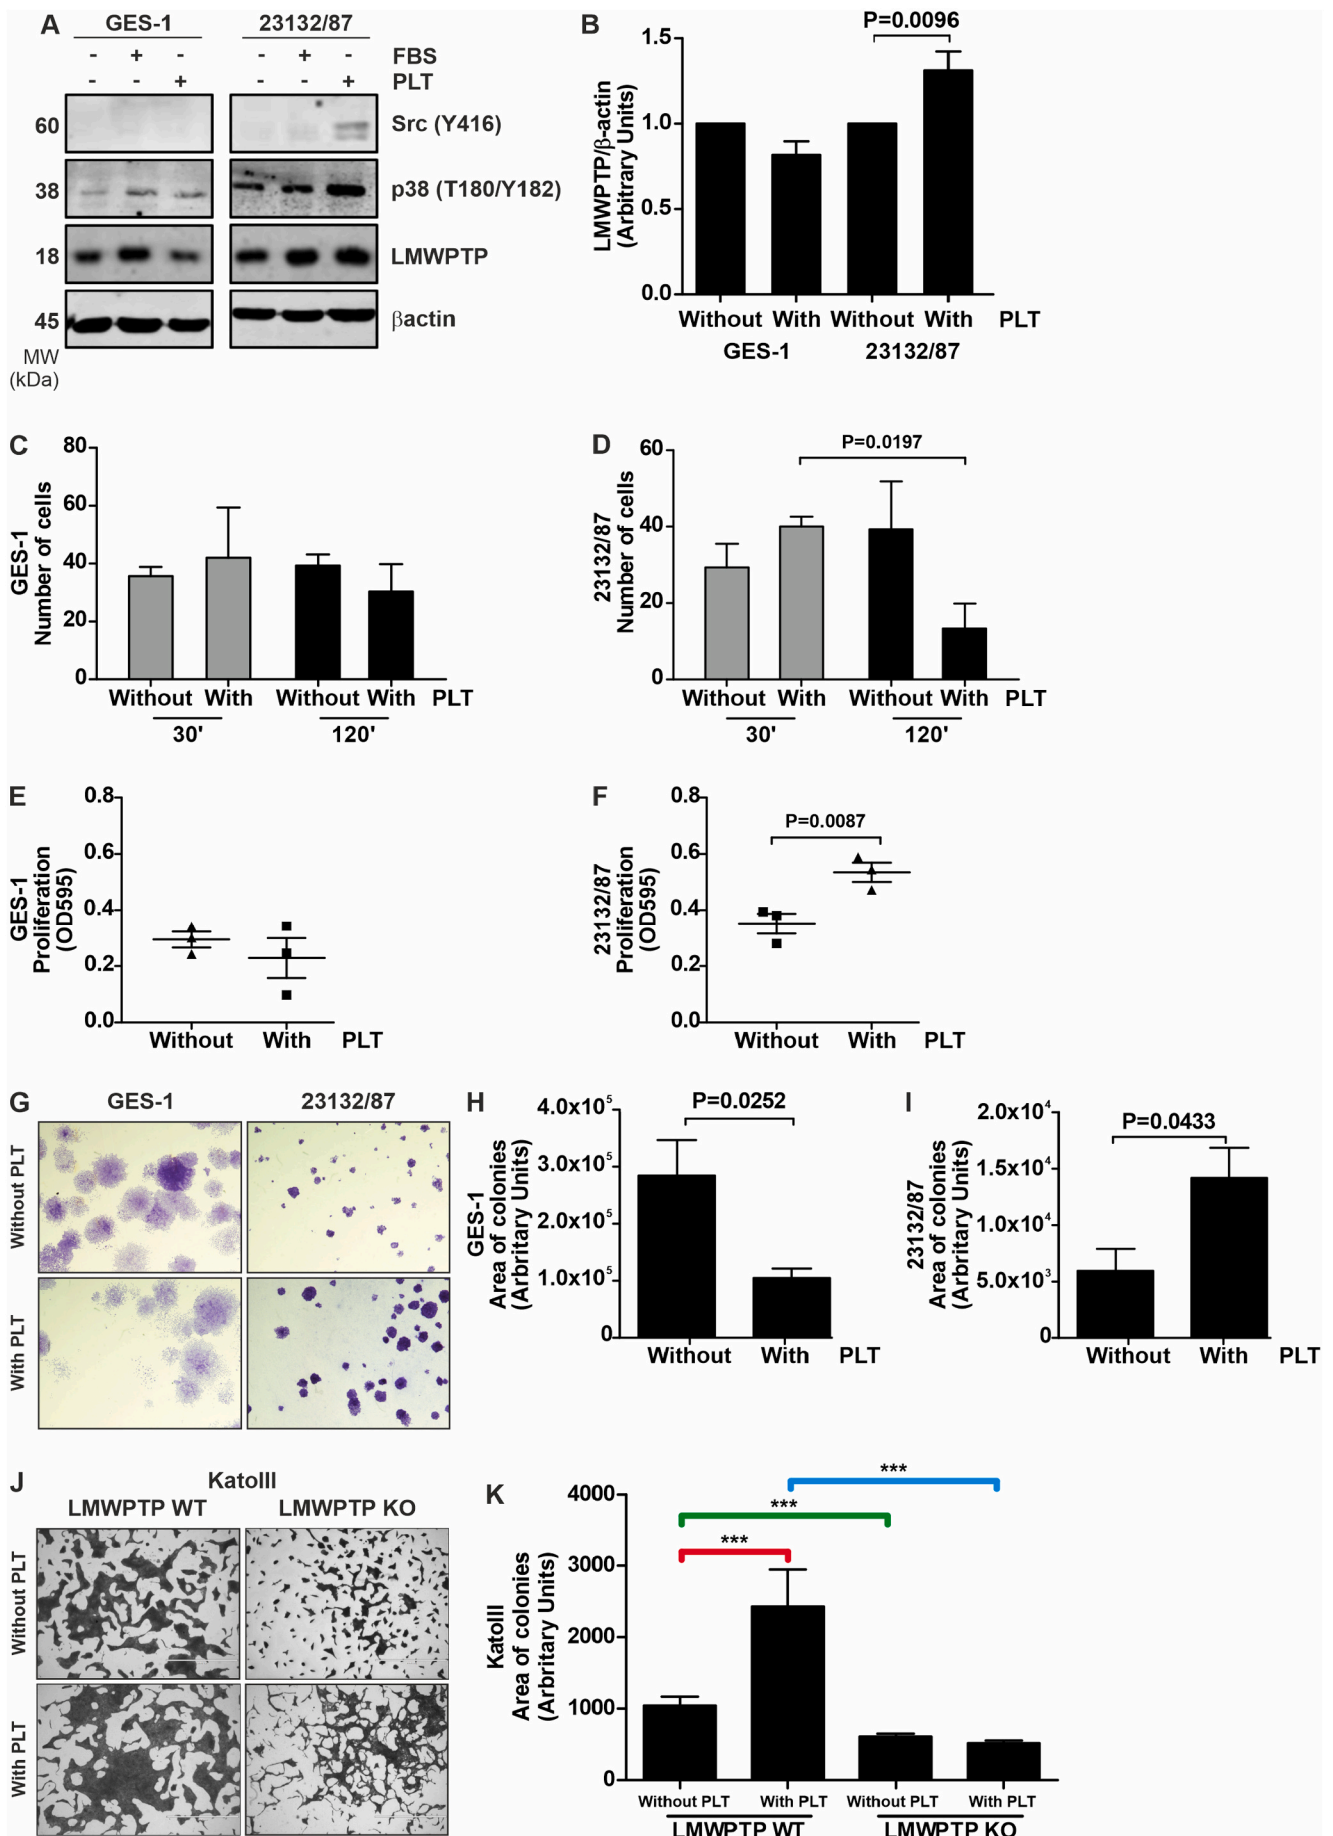 A
GES-1
23132/87
- + - - + - FBS
- - + - - + PLT
60
Src (Y416)
38
p38 (T180/Y182)
18
LMWPTP
45
βactin
MW
(kDa)
B
P=0.0096
LMWPTP/β-actin
(Arbitrary Units)
1.5
1.0
0.5
0.0
Without With Without With PLT
GES-1 23132/87
C
GES-1
Number of cells
80
60
40
20
0
Without With Without With PLT
30' 120'
D
P=0.0197
23132/87
Number of cells
60
40
20
0
Without With Without With PLT
30' 120'
E
GES-1
Proliferation
(OD595)
0.8
0.6
0.4
0.2
0.0
Without With PLT
F
P=0.0087
23132/87
Proliferation
(OD595)
0.8
0.6
0.4
0.2
0.0
Without With PLT
G
GES-1 23132/87
Without PLT
With PLT
H
P=0.0252
GES-1
Area of colonies
(Arbritary Units)
4.0x10⁵
3.0x10⁵
2.0x10⁵
1.0x10⁵
0
Without With PLT
I
P=0.0433
23132/87
Area of colonies
(Arbritary Units)
2.0x10⁴
1.5x10⁴
1.0x10⁴
5.0x10³
0
Without With PLT
J
KatoIII
LMWPTP WT LMWPTP KO
Without PLT
With PLT
K
***
***
***
KatoIII
Area of colonies
(Arbritary Units)
4000
3000
2000
1000
0
Without PLT With PLT Without PLT With PLT
LMWPTP WT LMWPTP KO